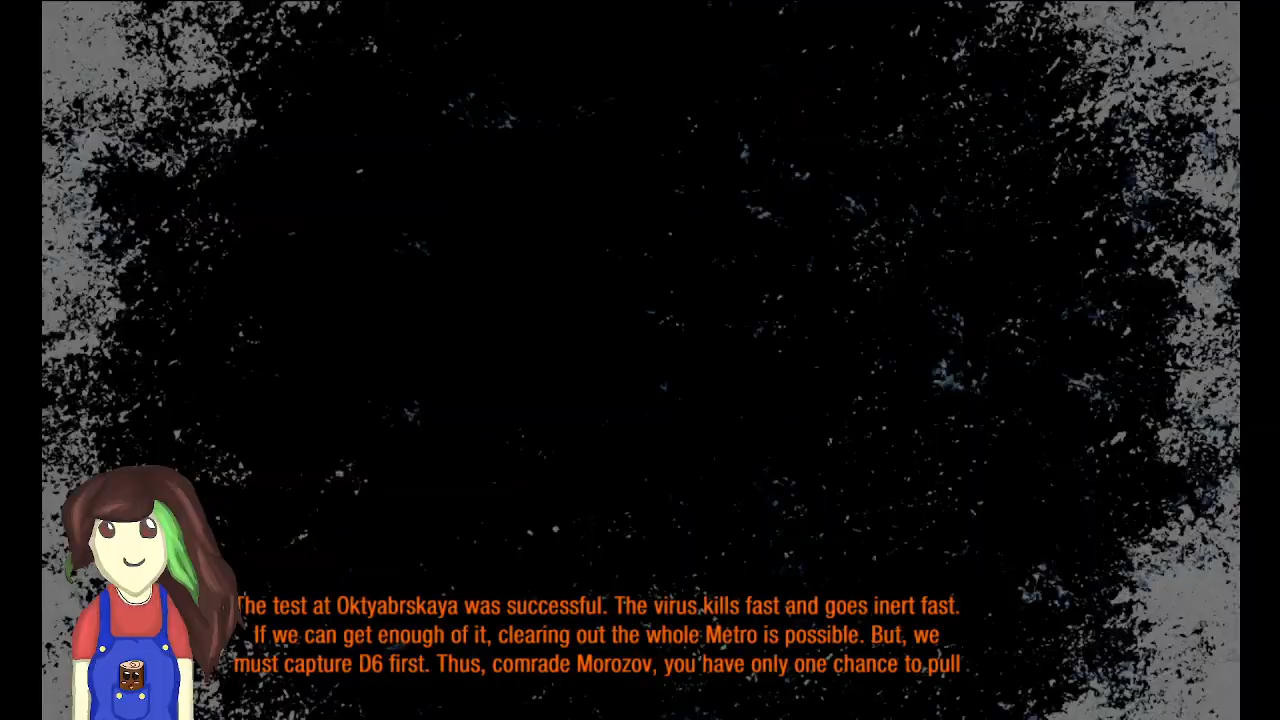 The test at Oktyabrskaya was successful. The virus kills fast and goes inert fast.
If we can get enough of it, clearing out the whole Metro is possible. But, we
must capture D6 first. Thus, comrade Morozov, you have only one chance to pull